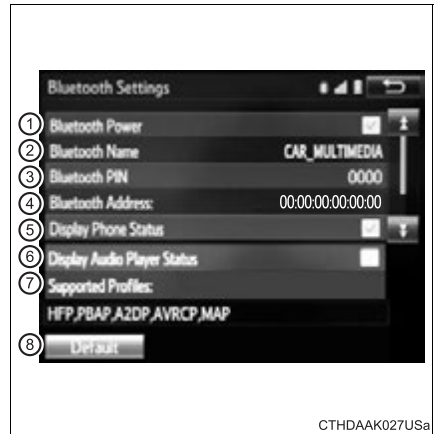 Bluetooth Settings
1 Bluetooth Power
2 Bluetooth Name CAR_MULTIMEDIA
3 Bluetooth PIN 0000
4 Bluetooth Address: 00:00:00:00:00:00
5 Display Phone Status
6 Display Audio Player Status
7 Supported Profiles:
HFP,PBAP,A2DP,AVRCP,MAP
8 Default
CTHDAAK027USa